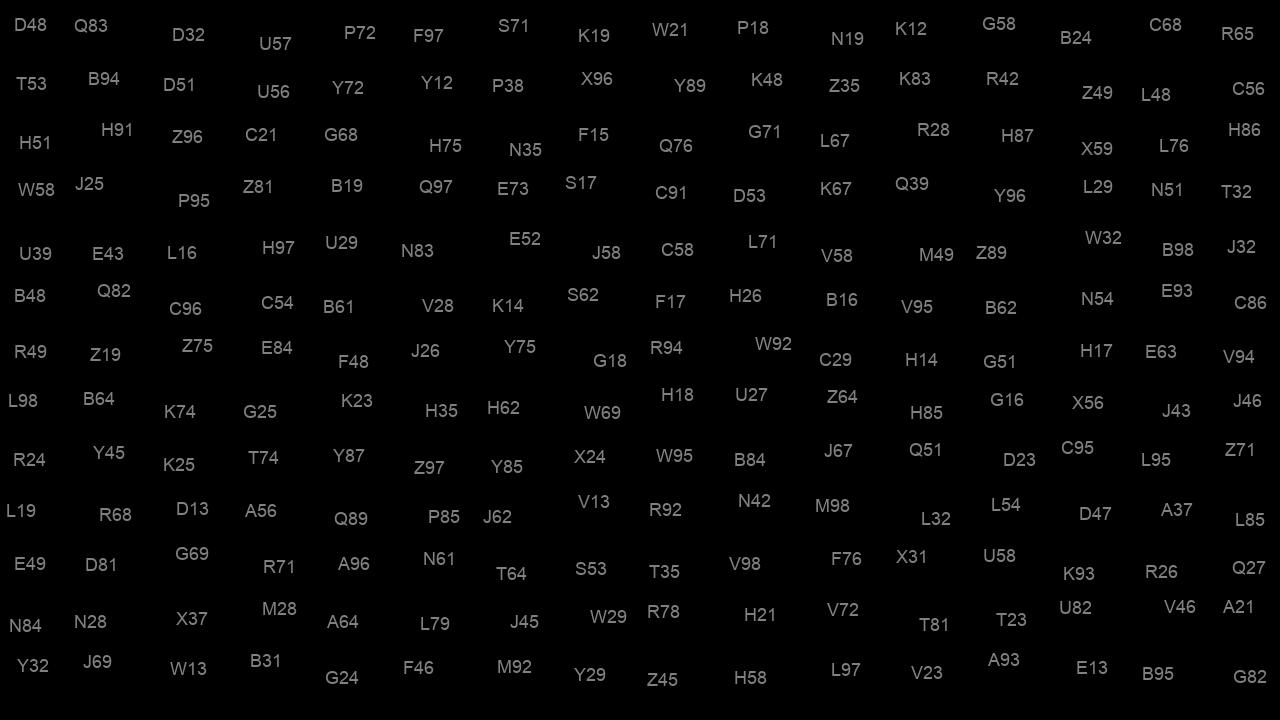 D48 Q83 D32 U57 P72 F97 S71 K19 W21 P18 N19 K12 G58 B24 C68 R65
T53 B94 D51 U56 Y72 Y12 P38 X96 Y89 K48 Z35 K83 R42 Z49 L48 C56
H51 H91 Z96 C21 G68 H75 N35 F15 Q76 G71 L67 R28 H87 X59 L76 H86
W58 J25 P95 Z81 B19 Q97 E73 S17 C91 D53 K67 Q39 Y96 L29 N51 T32
U39 E43 L16 H97 U29 N83 E52 J58 C58 L71 V58 M49 Z89 W32 B98 J32
B48 Q82 C96 C54 B61 V28 K14 S62 F17 H26 B16 V95 B62 N54 E93 C86
R49 Z19 Z75 E84 F48 J26 Y75 G18 R94 W92 C29 H14 G51 H17 E63 V94
L98 B64 K74 G25 K23 H35 H62 W69 H18 U27 Z64 H85 G16 X56 J43 J46
R24 Y45 K25 T74 Y87 Z97 Y85 X24 W95 B84 J67 Q51 D23 C95 L95 Z71
L19 R68 D13 A56 Q89 P85 J62 V13 R92 N42 M98 L32 L54 D47 A37 L85
E49 D81 G69 R71 A96 N61 T64 S53 T35 V98 F76 X31 U58 K93 R26 Q27
N84 N28 X37 M28 A64 L79 J45 W29 R78 H21 V72 T81 T23 U82 V46 A21
Y32 J69 W13 B31 G24 F46 M92 Y29 Z45 H58 L97 V23 A93 E13 B95 G82